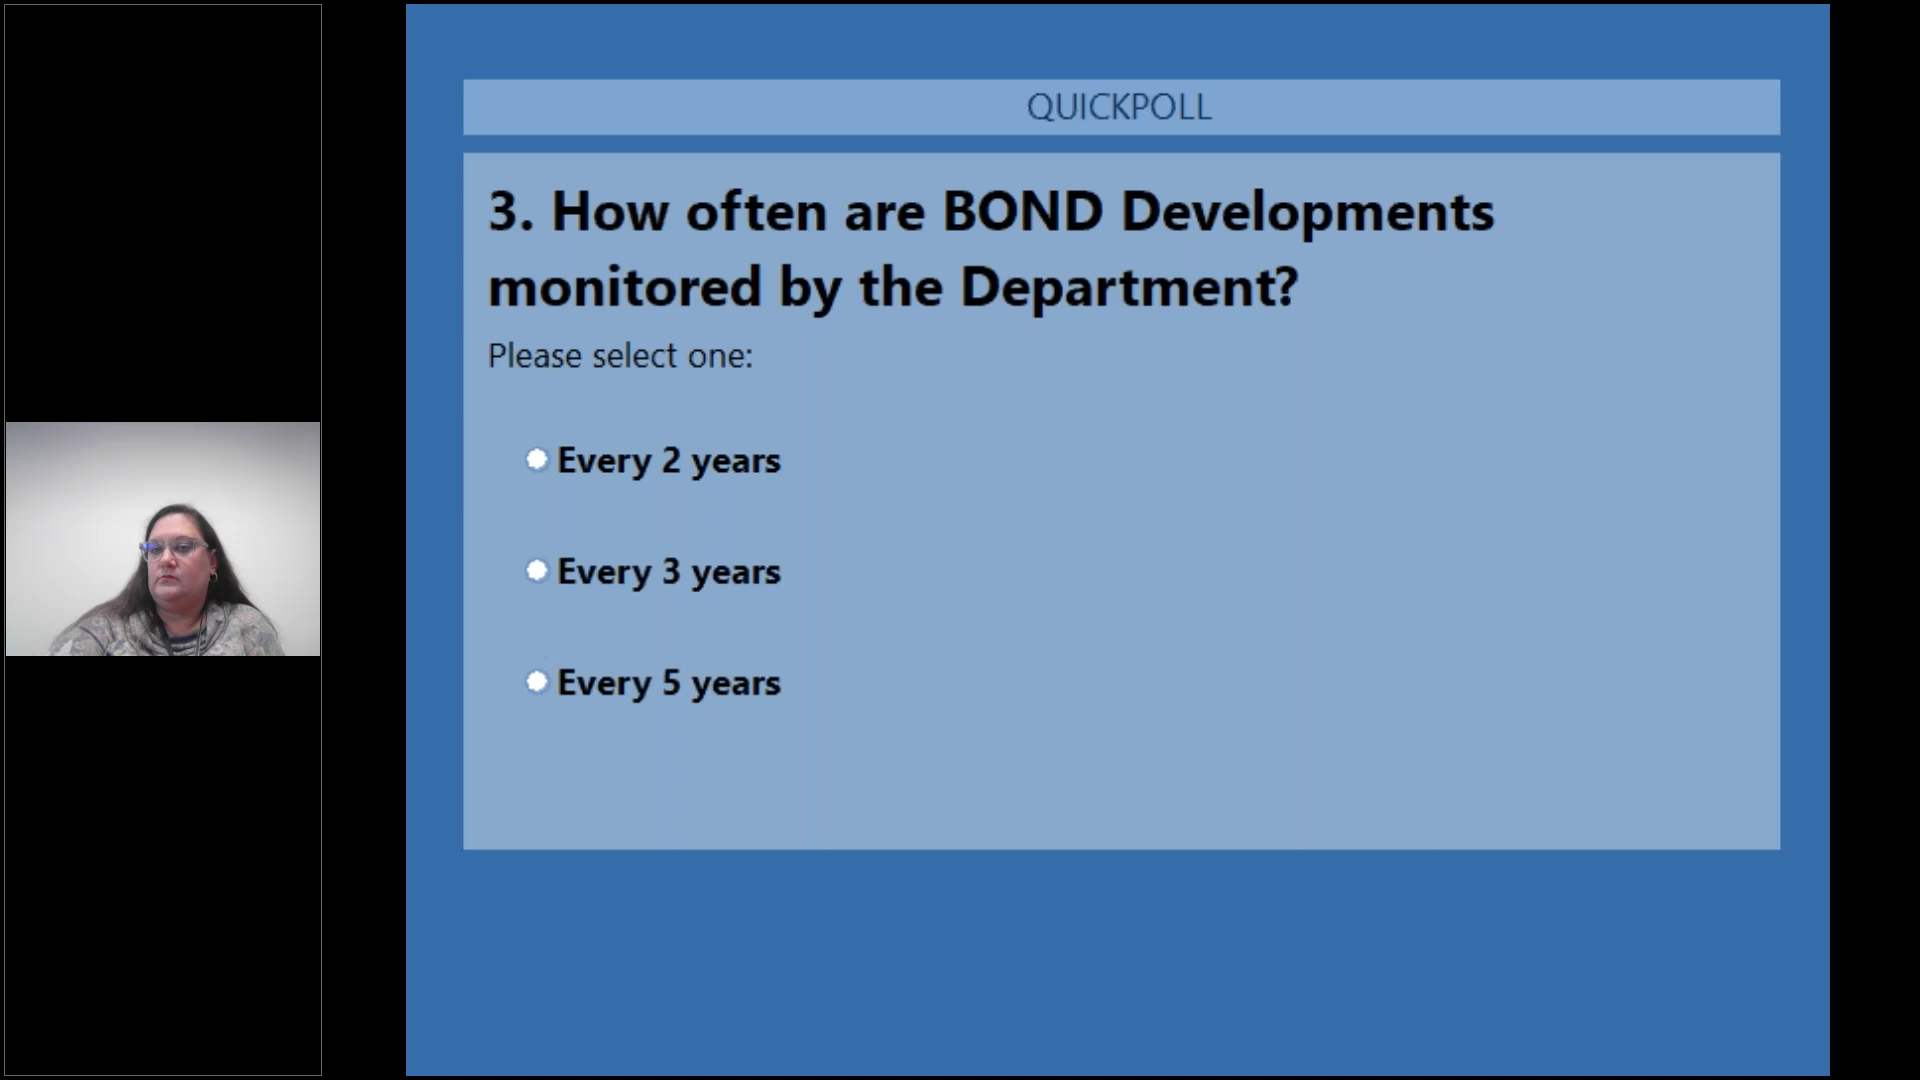 QUICKPOLL
3. How often are BOND Developments
monitored by the Department?
Please select one:
Every 2 years
Every 3 years
Every 5 years